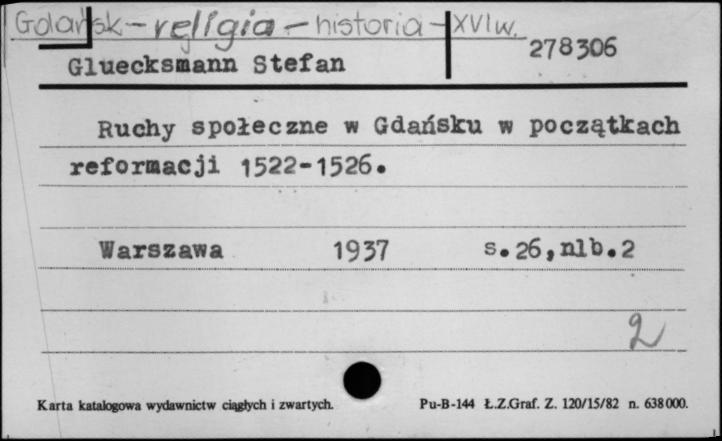 Gdańsk - religia - historia - XVI w.
278306
Gluecksmann Stefan
Ruchy społeczne w Gdańsku w początkach
reformacji 1522-1526.
Warszawa 1937 s.26,nlb.2
2
Karta katalogowa wydawnictw ciągłych i zwartych. Pu-B-144 Ł.Z.Graf. Z. 120/15/82 n. 638000.